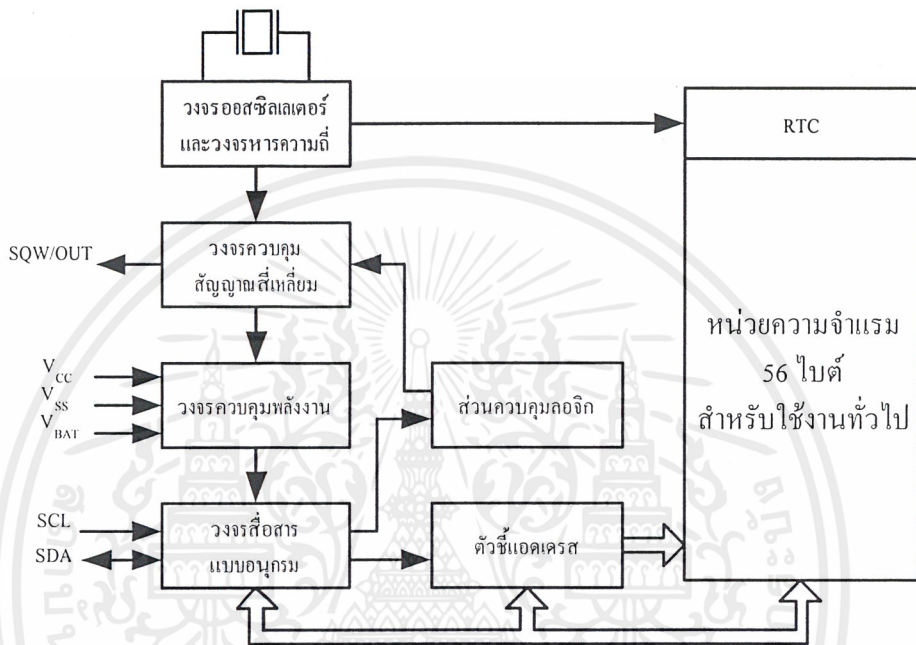 วงจรออสซิลเลเตอร์
และวงจรหารความถี่
RTC
SQW/OUT
วงจรควบคุม
สัญญาณสี่เหลี่ยม
หน่วยความจำแรม
56 ไบต์
สำหรับใช้งานทั่วไป
VCC
VSS
VBAT
วงจรควบคุมพลังงาน
ส่วนควบคุมลอจิก
SCL
SDA
วงจรสื่อสาร
แบบอนุกรม
ตัวชี้แอดเดรส